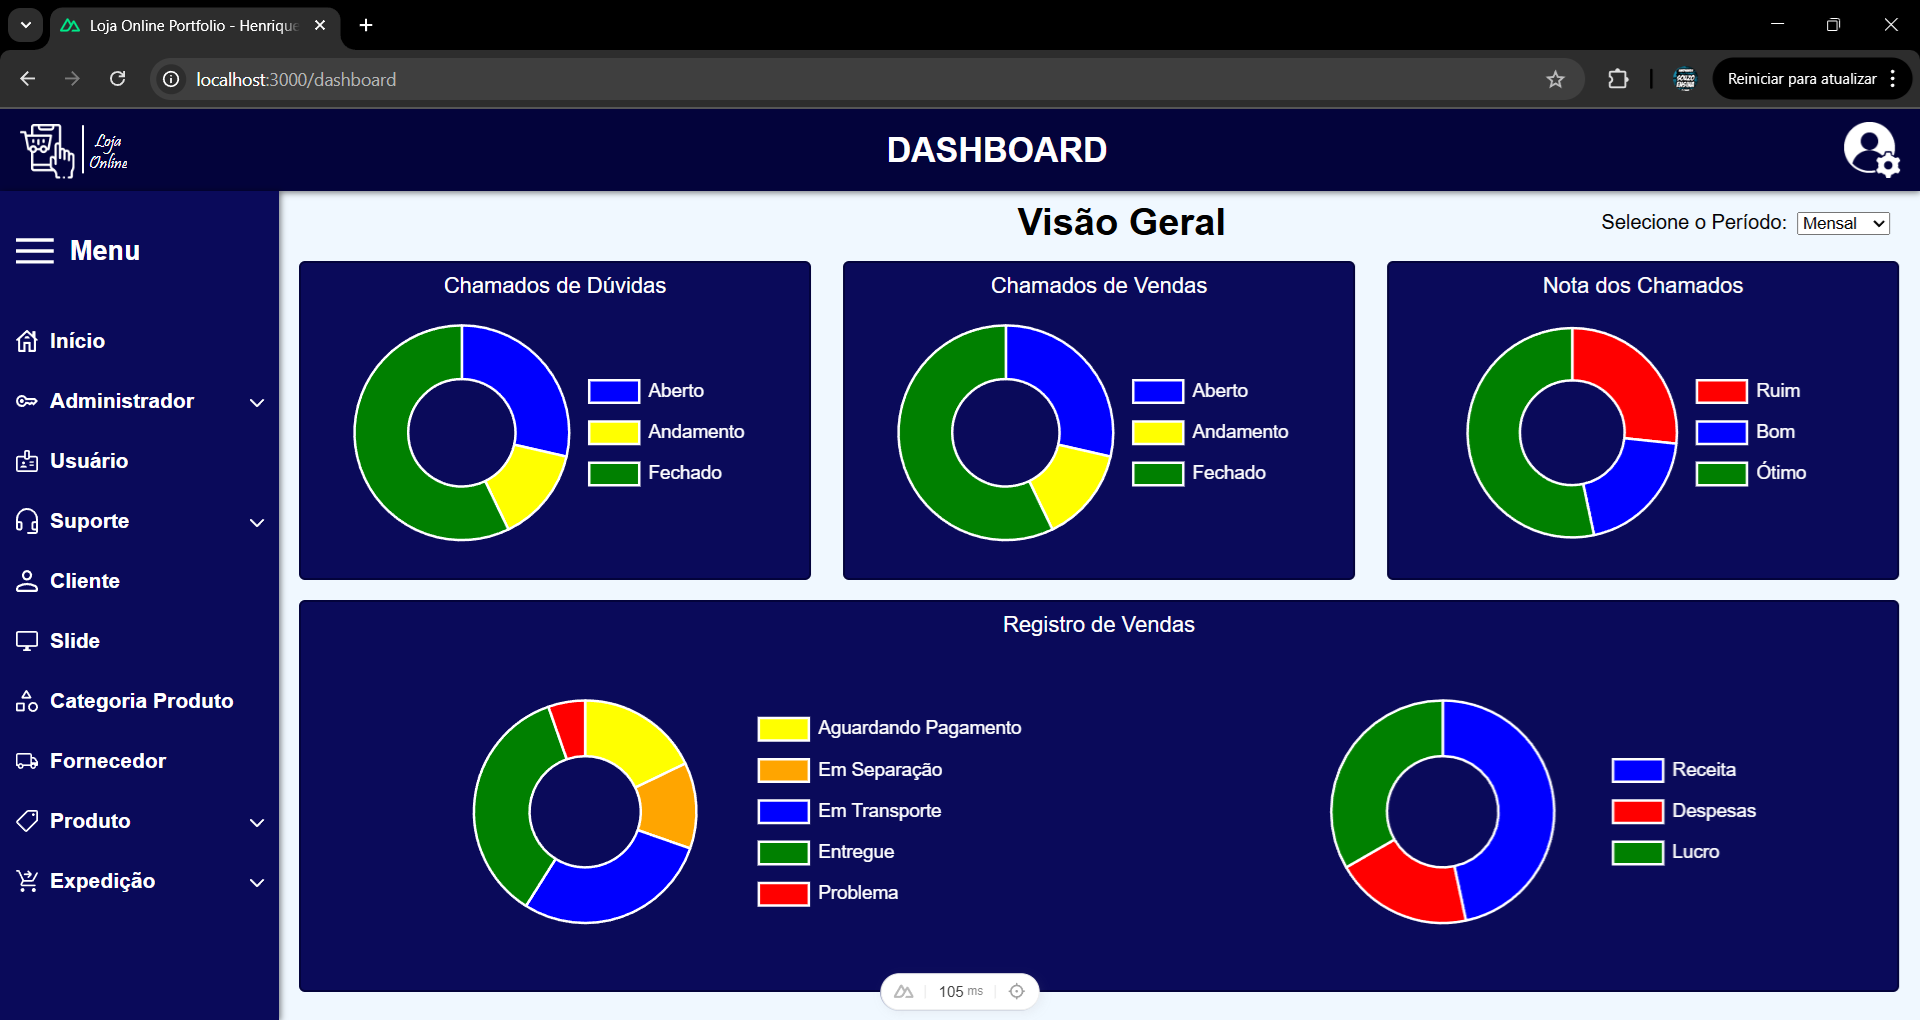 Loja Online Portfolio - Henrique
localhost:3000/dashboard
Reiniciar para atualizar
Loja
Online
DASHBOARD
Menu
Início
Administrador
Usuário
Suporte
Cliente
Slide
Categoria Produto
Fornecedor
Produto
Expedição
Visão Geral
Selecione o Período: Mensal
Chamados de Dúvidas
Aberto
Andamento
Fechado
Chamados de Vendas
Aberto
Andamento
Fechado
Nota dos Chamados
Ruim
Bom
Ótimo
Registro de Vendas
Aguardando Pagamento
Em Separação
Em Transporte
Entregue
Problema
Receita
Despesas
Lucro
105 ms